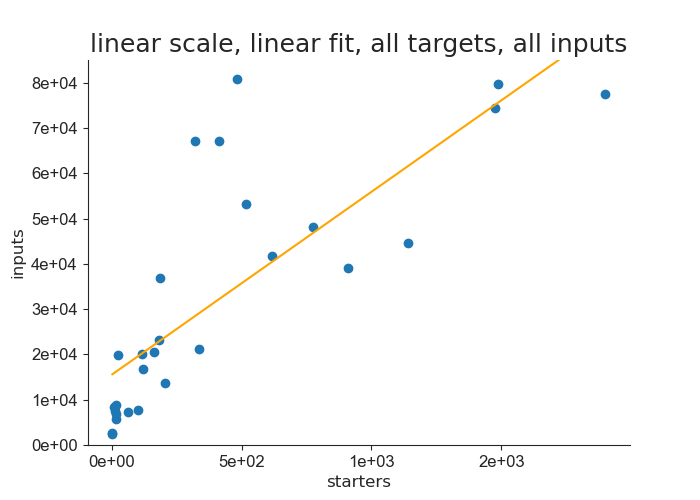 linear scale, linear fit, all targets, all inputs
8e+04
7e+04
6e+04
5e+04
4e+04
3e+04
2e+04
1e+04
0e+00
inputs
0e+00 5e+02 1e+03 2e+03
starters